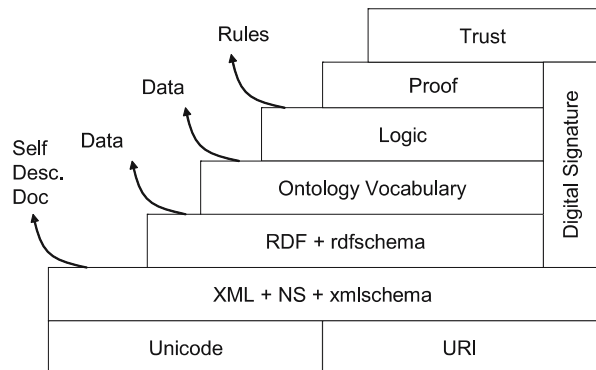 Trust
Rules
Proof
Data
Logic
Self
Desc.
Doc
Data
Ontology Vocabulary
Digital Signature
RDF + rdfschema
XML + NS + xmlschema
Unicode
URI